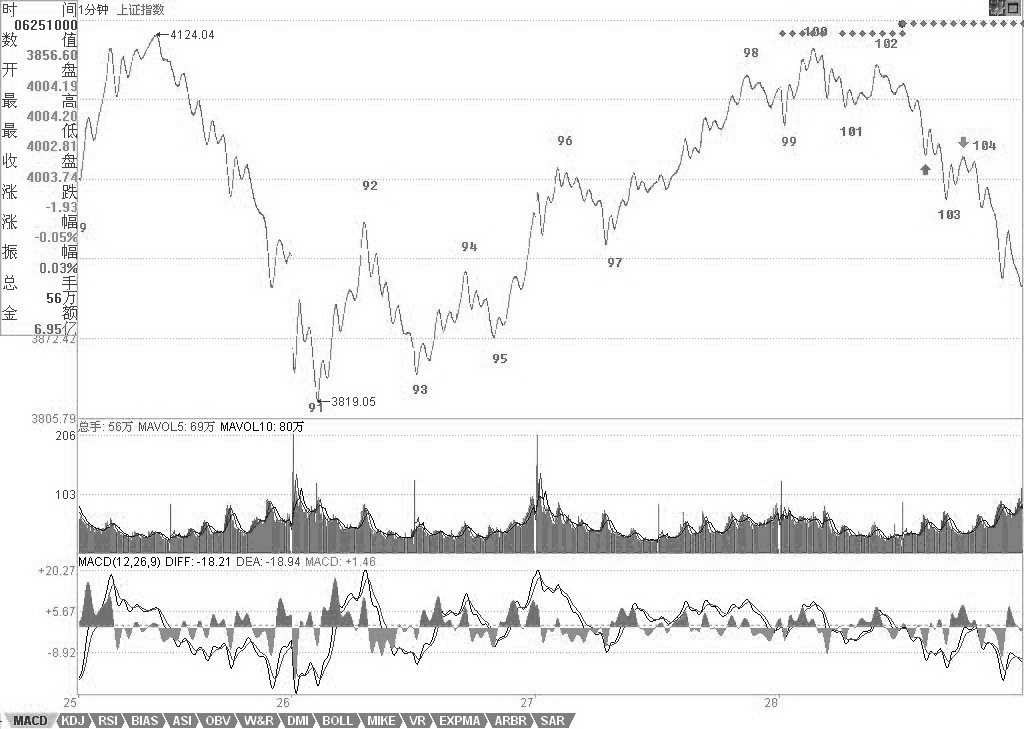 时 间 1分钟 上证指数
06251000
数 值
3856.60
开 盘
4004.19
最 高
4004.20
最 低
4002.81
收 盘
4003.74
涨 跌
-1.93
涨 幅
-0.05%
振 幅
0.03%
总 手
56万
金 额
6.95亿
3872.42
3805.79
4124.04
9
92
91
3819.05
94
93
95
96
97
98
99
100
101
102
103
104
总手: 56万 MAVOL5: 69万 MAVOL10: 80万
206
103
MACD(12,26,9) DIFF: -18.21 DEA: -18.94 MACD: +1.46
+20.27
+5.67
-8.92
25 26 27 28
MACD KDJ RSI BIAS ASI OBV W&R DMI BOLL MIKE VR EXPMA ARBR SAR